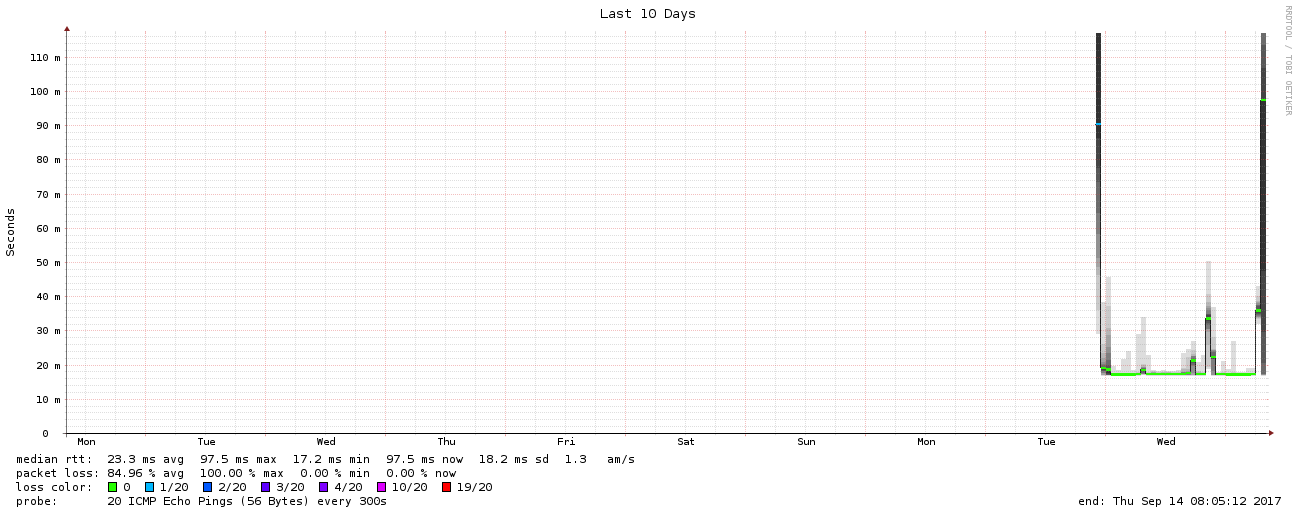 Last 10 Days
RRDTOOL / TOBI OETIKER
Seconds
110 m
100 m
90 m
80 m
70 m
60 m
50 m
40 m
30 m
20 m
10 m
0
Mon Tue Wed Thu Fri Sat Sun Mon Tue Wed
median rtt: 23.3 ms avg 97.5 ms max 17.2 ms min 97.5 ms now 18.2 ms sd 1.3 am/s
packet loss: 84.96 % avg 100.00 % max 0.00 % min 0.00 % now
loss color: 0 1/20 2/20 3/20 4/20 10/20 19/20
probe: 20 ICMP Echo Pings (56 Bytes) every 300s end: Thu Sep 14 08:05:12 2017